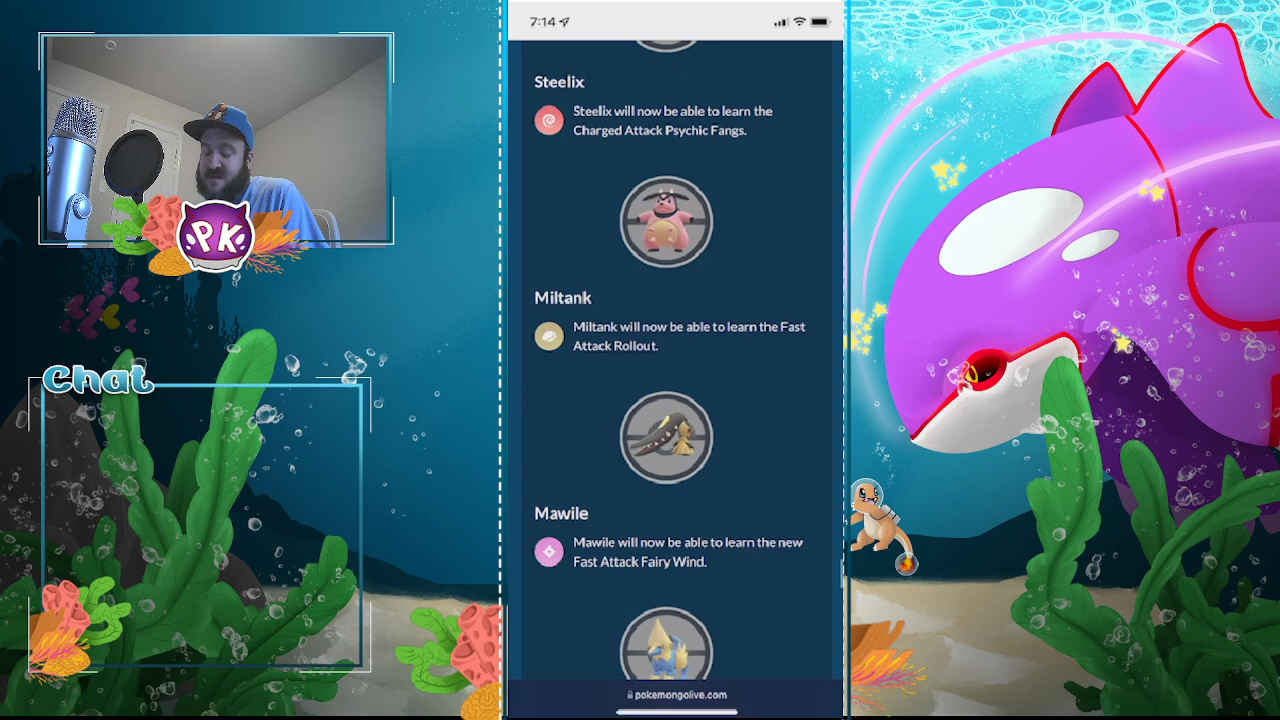 PK
Chat
7:14
Steelix
Steelix will now be able to learn the
Charged Attack Psychic Fangs.
Miltank
Miltank will now be able to learn the Fast
Attack Rollout.
Mawile
Mawile will now be able to learn the new
Fast Attack Fairy Wind.
pokemongolive.com